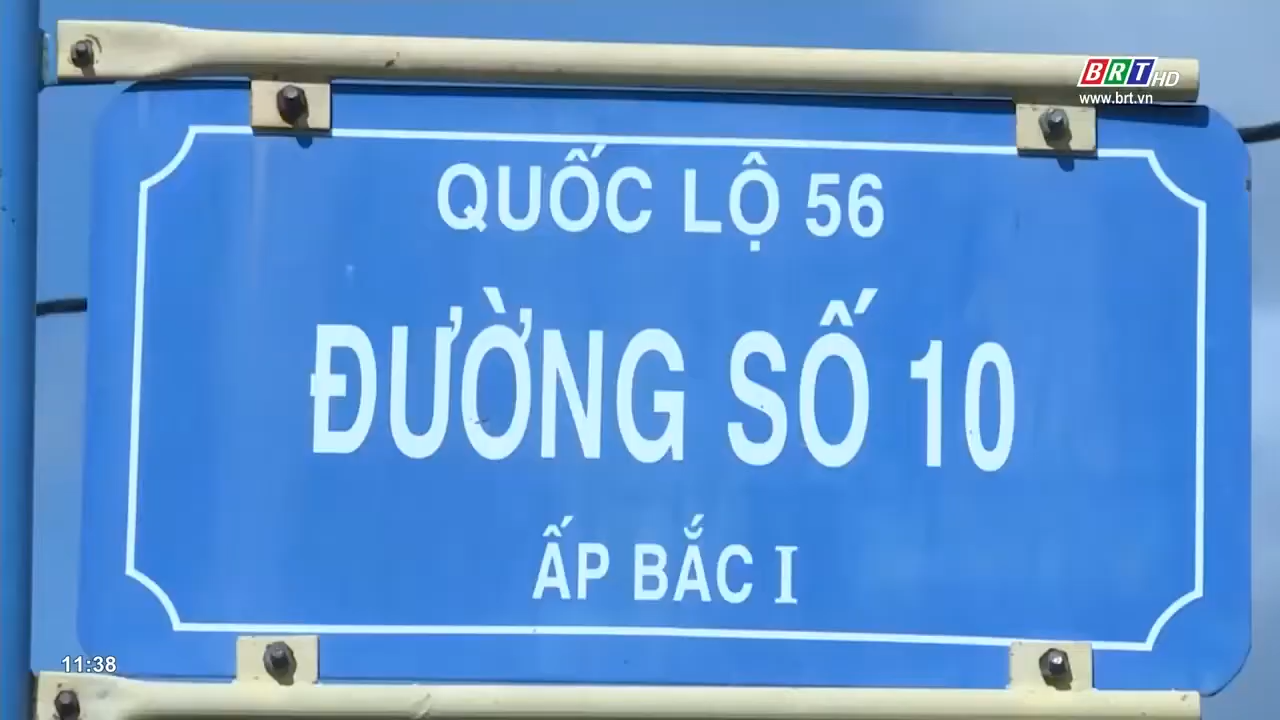 BRT HD
www.brt.vn
QUỐC LỘ 56
ĐƯỜNG SỐ 10
ẤP BẮC I
11:38